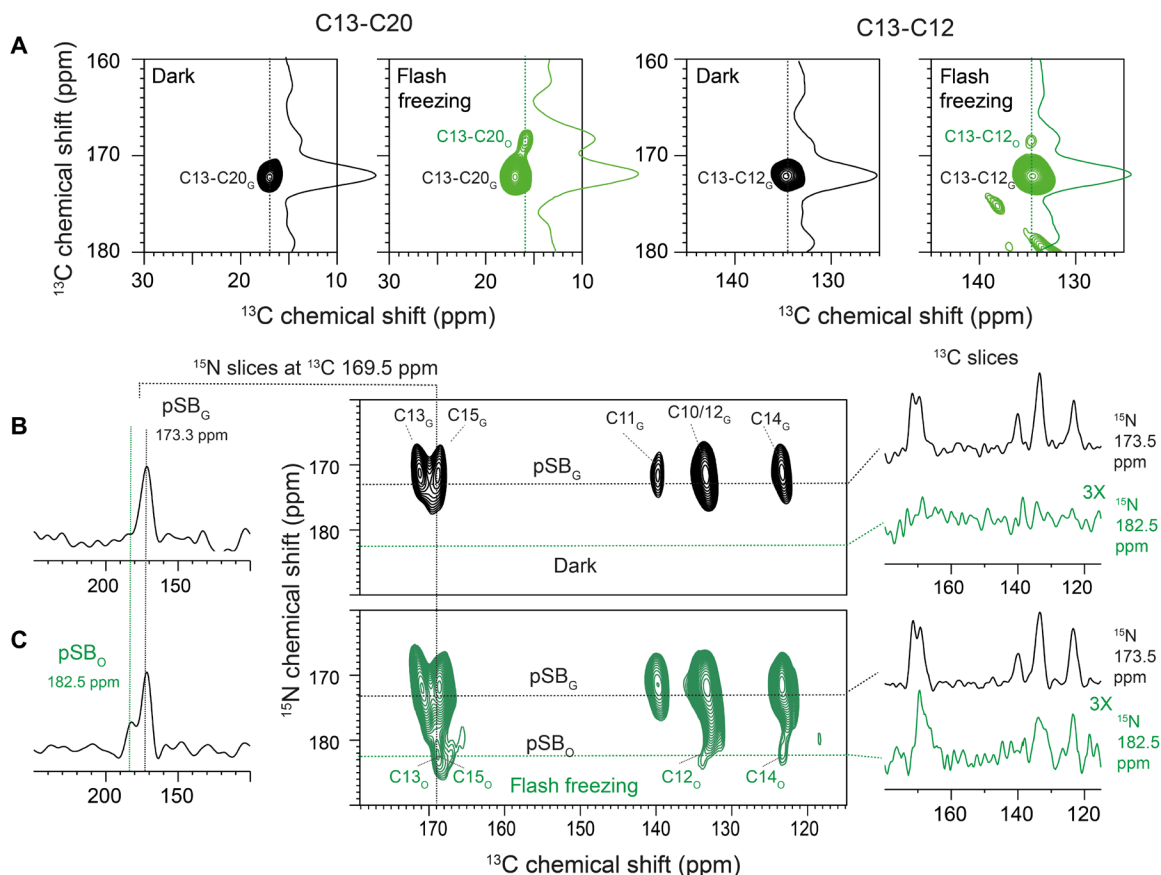 C13-C20
C13-C12
A
¹³C chemical shift (ppm)
160
170
180
Dark
C13-C20G
30 20 10
Flash
freezing
C13-C20O
C13-C20G
30 20 10
¹³C chemical shift (ppm)
160
170
180
Dark
C13-C12G
140 130
Flash
freezing
C13-C12O
C13-C12G
140 130
¹³C chemical shift (ppm)
¹⁵N slices at ¹³C 169.5 ppm
¹³C slices
B
pSBG
173.3 ppm
200 150
¹⁵N chemical shift (ppm)
170
180
C13G
C15G
C11G
C10/12G
C14G
pSBG
Dark
¹⁵N
173.5
ppm
3X
¹⁵N
182.5
ppm
160 140 120
C
pSBO
182.5 ppm
200 150
170
180
pSBG
pSBO
C13O
C15O
Flash freezing
C12O
C14O
170 160 150 140 130 120
¹³C chemical shift (ppm)
¹⁵N
173.5
ppm
3X
¹⁵N
182.5
ppm
160 140 120